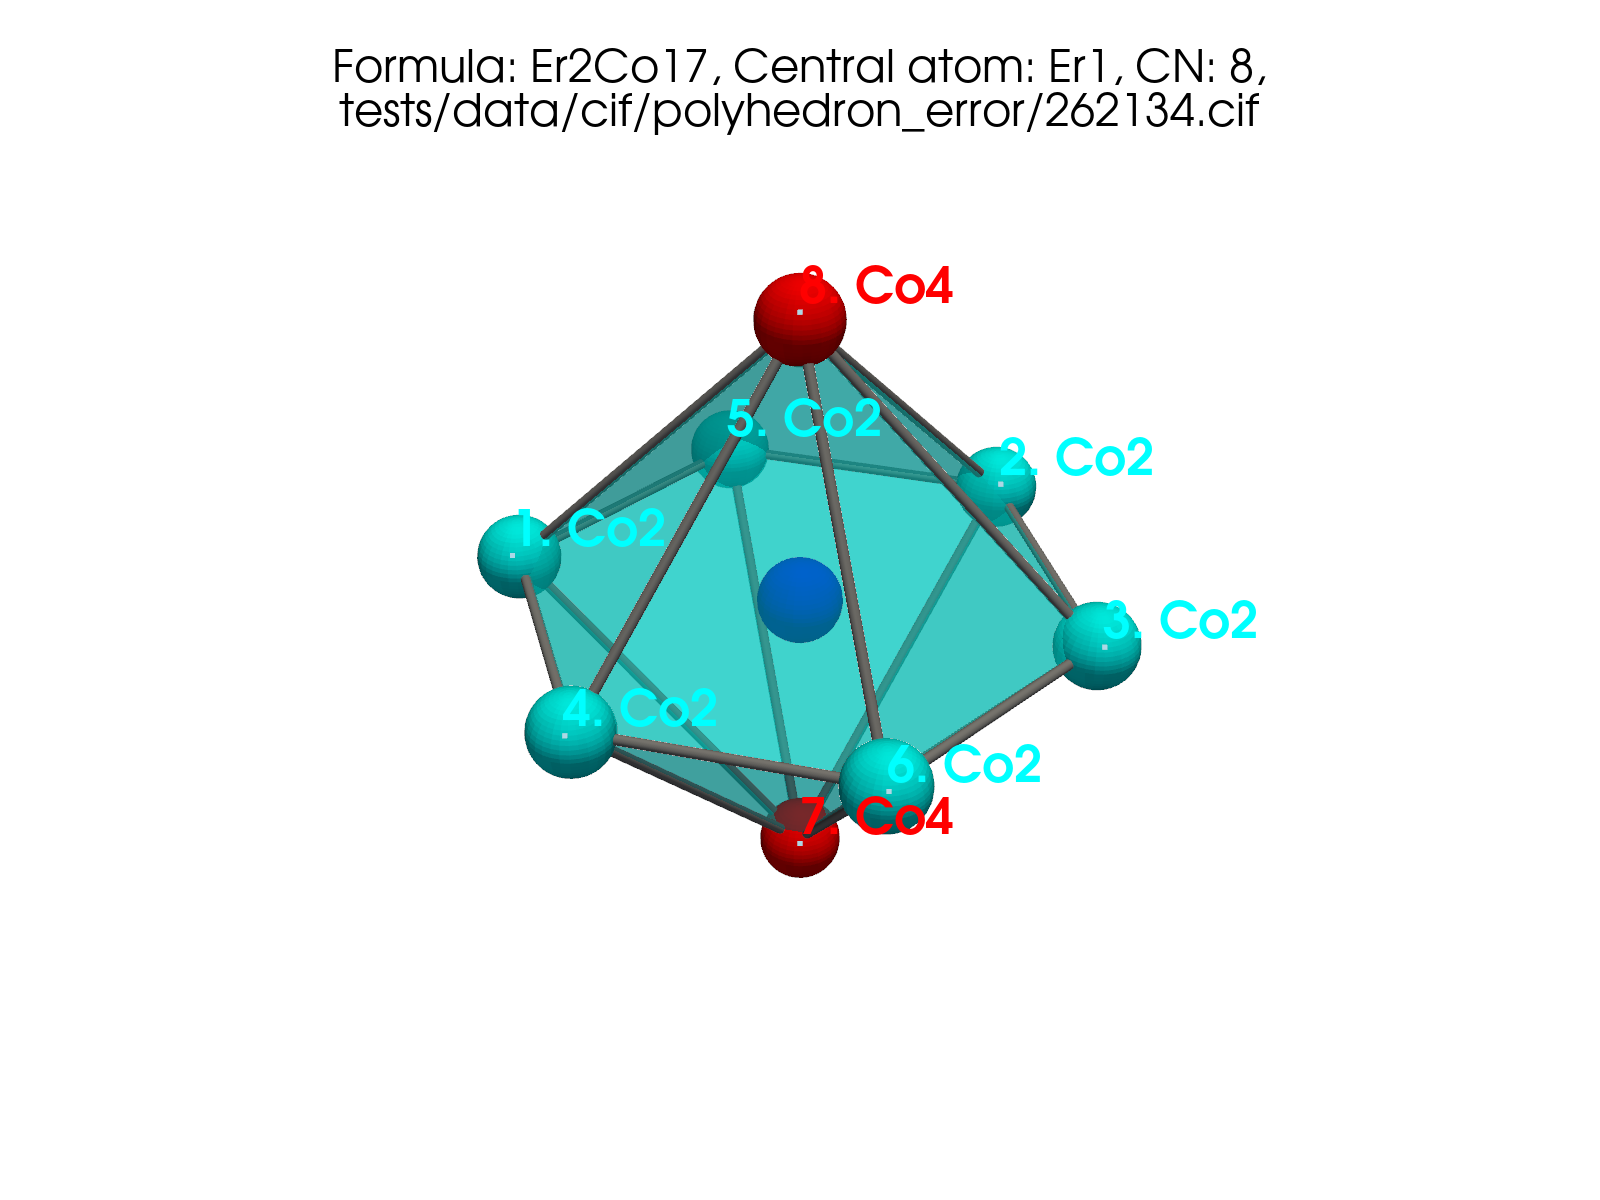 Formula: Er2Co17, Central atom: Er1, CN: 8,
tests/data/cif/polyhedron_error/262134.cif
8. Co4
5. Co2
2. Co2
1. Co2
3. Co2
4. Co2
6. Co2
7. Co4